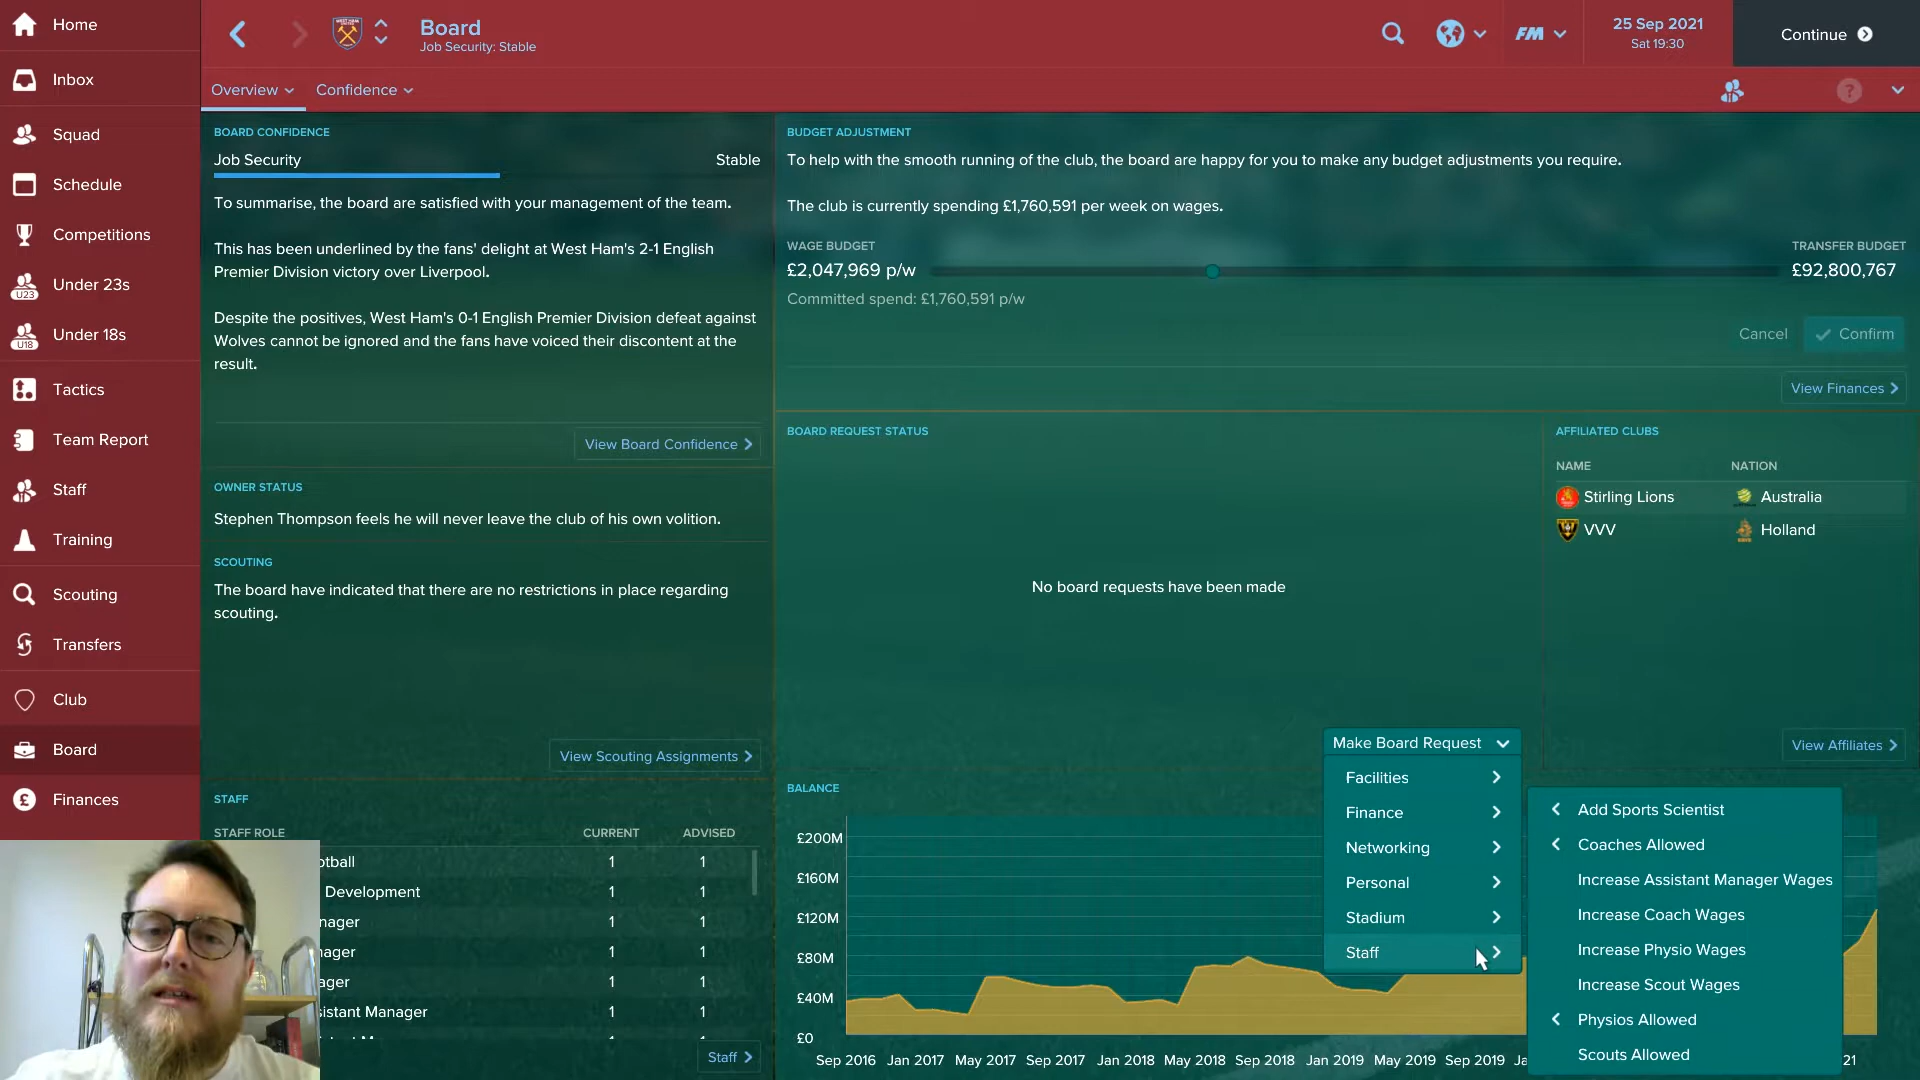 Home
Inbox
Squad
Schedule
Competitions
U23 Under 23s
U18 Under 18s
Tactics
Team Report
Staff
Training
Scouting
Transfers
Club
Board
£ Finances
WEST HAM
Board
Job Security: Stable
FM
25 Sep 2021
Sat 19:30
Continue
Overview
Confidence
?
BOARD CONFIDENCE
Job Security Stable
To summarise, the board are satisfied with your management of the team.
This has been underlined by the fans' delight at West Ham's 2-1 English
Premier Division victory over Liverpool.
Despite the positives, West Ham's 0-1 English Premier Division defeat against
Wolves cannot be ignored and the fans have voiced their discontent at the
result.
View Board Confidence
OWNER STATUS
Stephen Thompson feels he will never leave the club of his own volition.
SCOUTING
The board have indicated that there are no restrictions in place regarding
scouting.
View Scouting Assignments
STAFF
STAFF ROLE CURRENT ADVISED
otball 1 1
Development 1 1
nager 1 1
nager 1 1
ager 1 1
sistant Manager 1 1
Staff
BUDGET ADJUSTMENT
To help with the smooth running of the club, the board are happy for you to make any budget adjustments you require.
The club is currently spending £1,760,591 per week on wages.
WAGE BUDGET TRANSFER BUDGET
£2,047,969 p/w £92,800,767
Committed spend: £1,760,591 p/w
Cancel Confirm
View Finances
BOARD REQUEST STATUS
No board requests have been made
AFFILIATED CLUBS
NAME NATION
Stirling Lions Australia
VVV Holland
View Affiliates
Make Board Request
Facilities
Finance
Networking
Personal
Stadium
Staff
Add Sports Scientist
Coaches Allowed
Increase Assistant Manager Wages
Increase Coach Wages
Increase Physio Wages
Increase Scout Wages
Physios Allowed
Scouts Allowed
BALANCE
£200M
£160M
£120M
£80M
£40M
£0
Sep 2016 Jan 2017 May 2017 Sep 2017 Jan 2018 May 2018 Sep 2018 Jan 2019 May 2019 Sep 2019 Ja 21